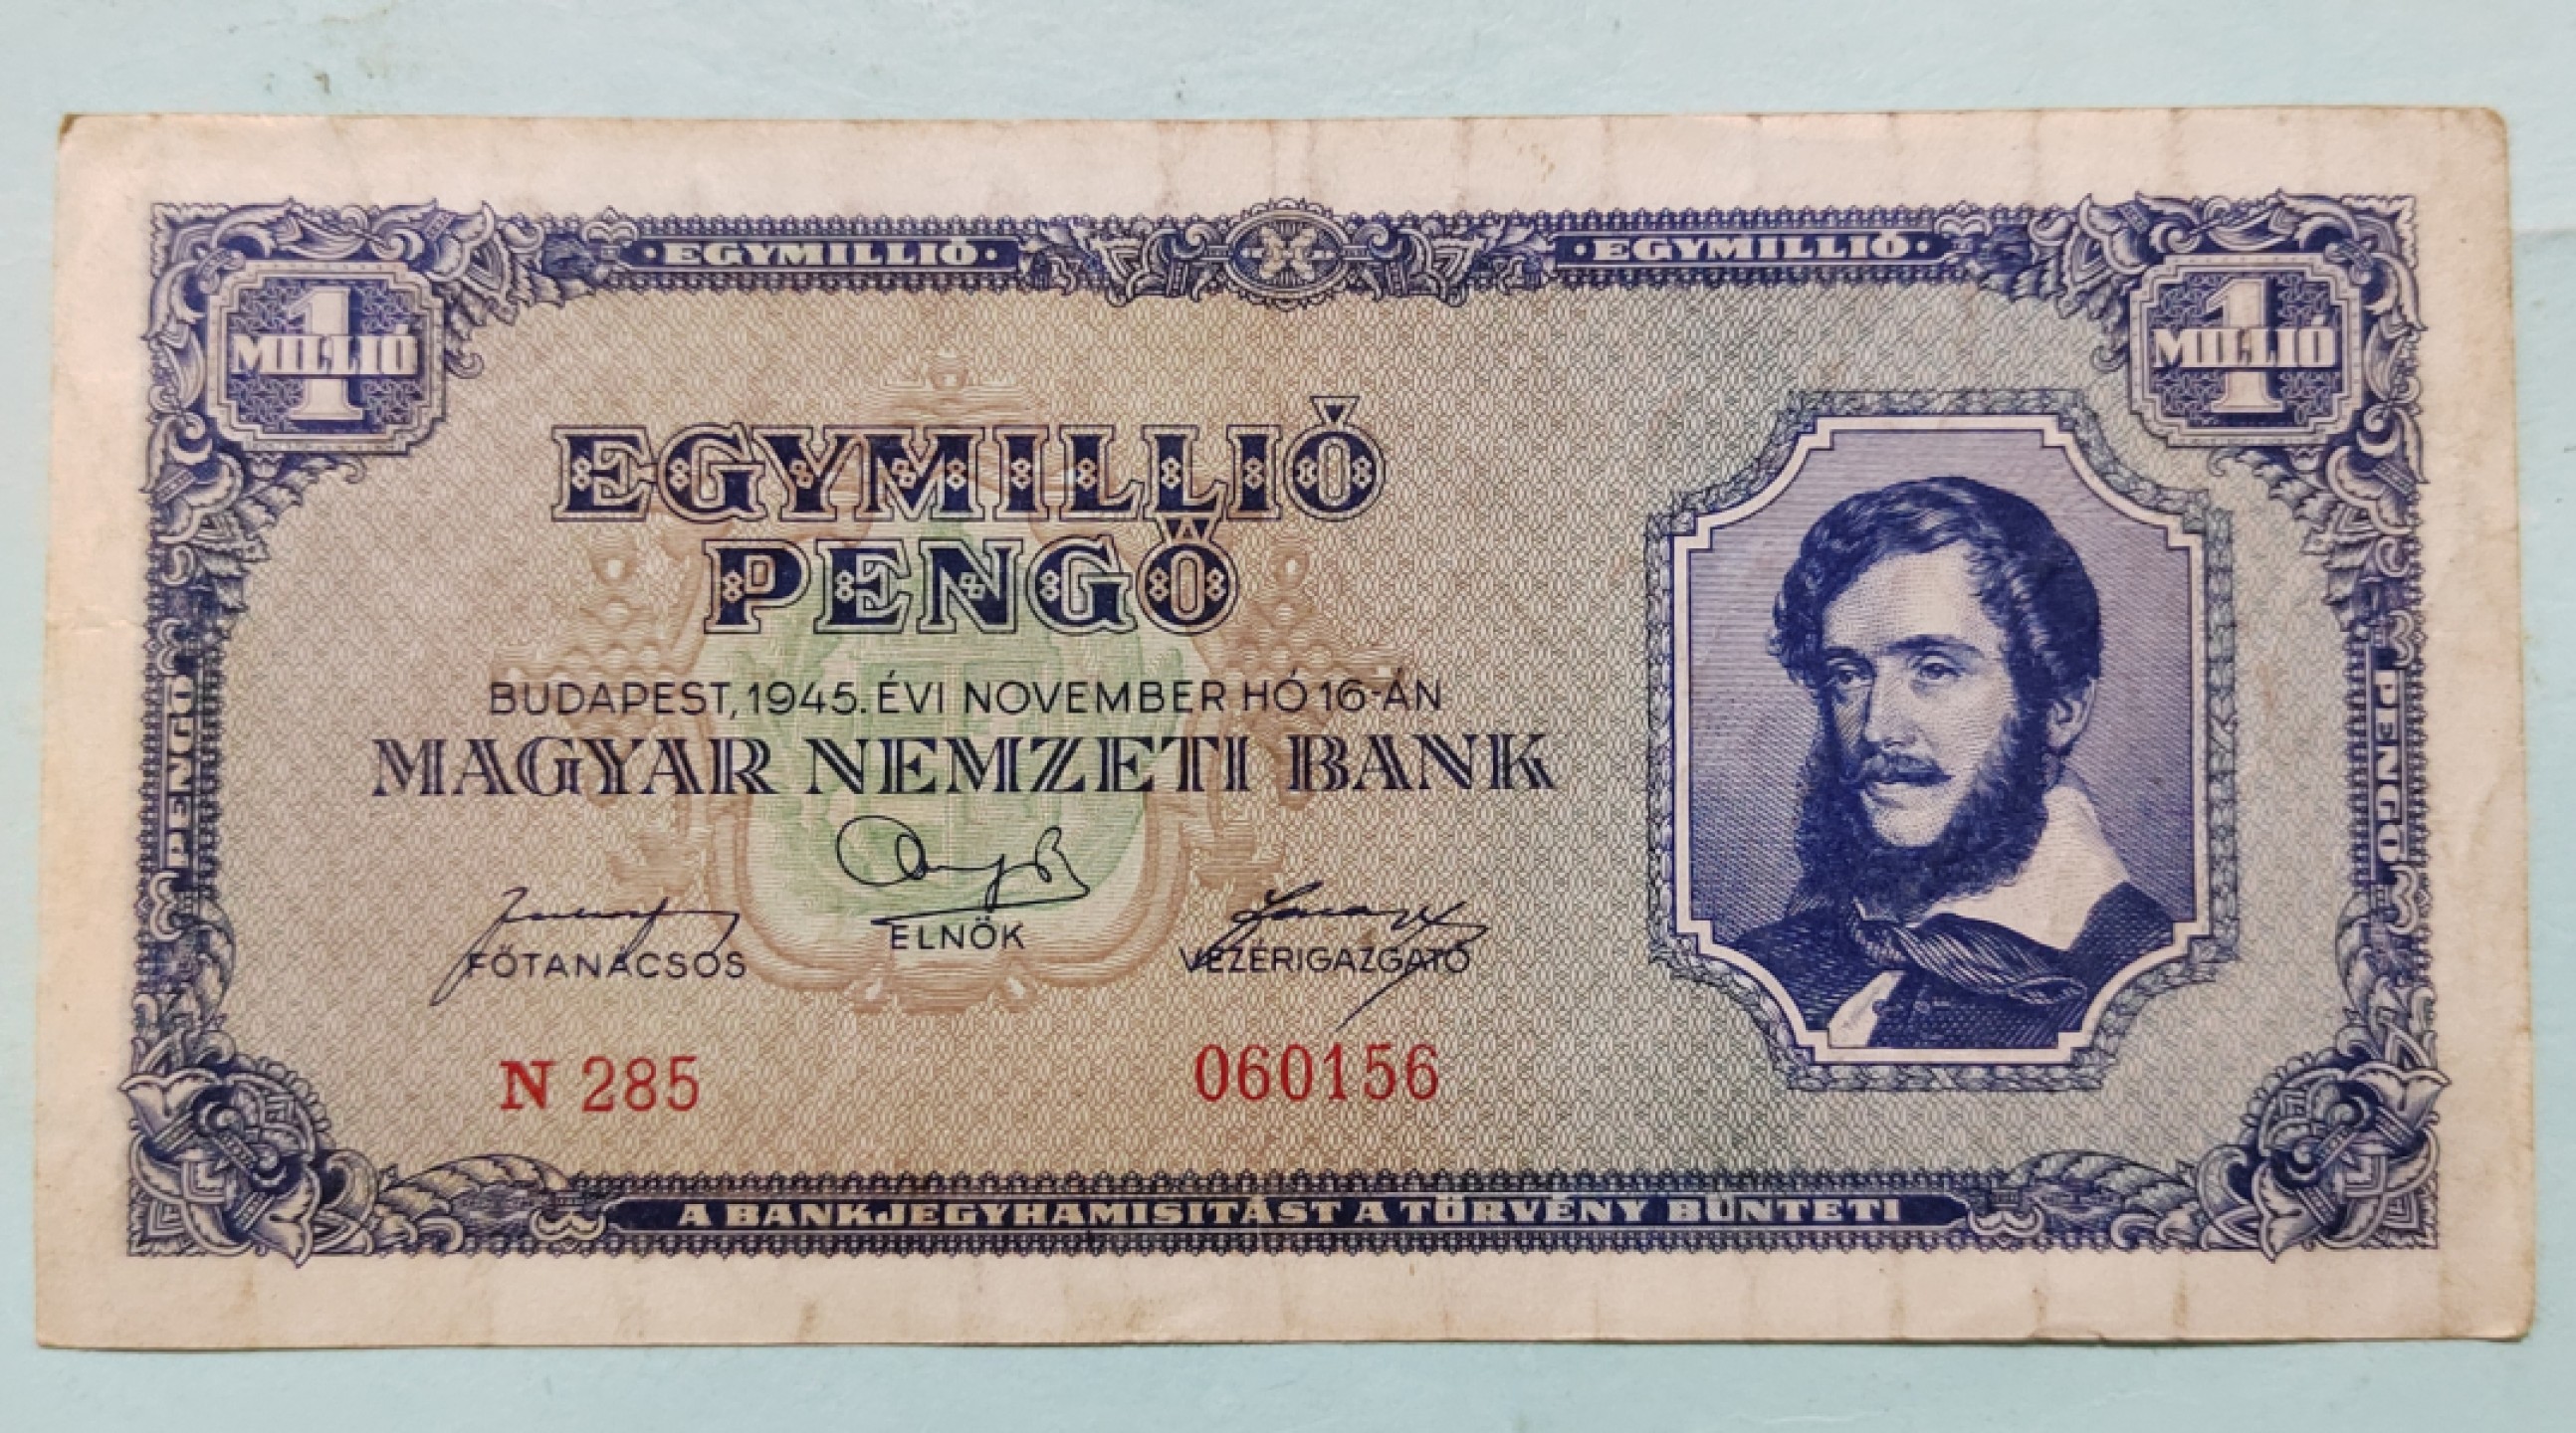 ·EGYMILLIÓ· ·EGYMILLIÓ·
1 MILLIÓ 1 MILLIÓ
EGYMILLIÓ
PENGŐ
BUDAPEST, 1945. ÉVI NOVEMBER HÓ 16-ÁN
MAGYAR NEMZETI BANK
PENGŐ PENGŐ
ELNÖK
FŐTANÁCSOS VEZÉRIGAZGATÓ
N 285 060156
A BANKJEGYHAMISITÁST A TÖRVÉNY BÜNTETI